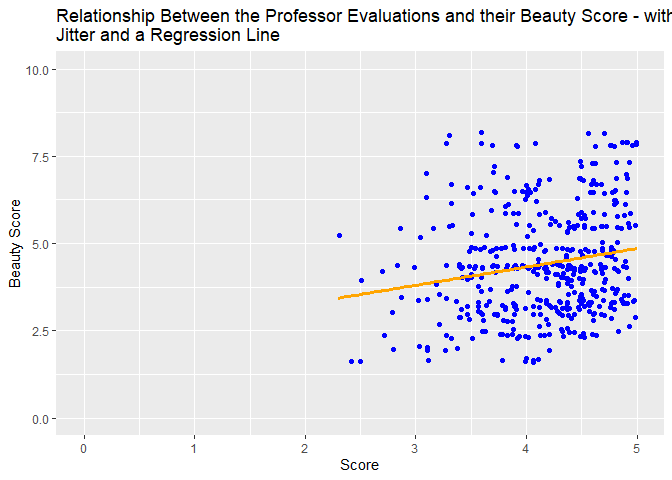 Relationship Between the Professor Evaluations and their Beauty Score - with
Jitter and a Regression Line
10.0
7.5
5.0
2.5
0.0
Beauty Score
0 1 2 3 4 5
Score